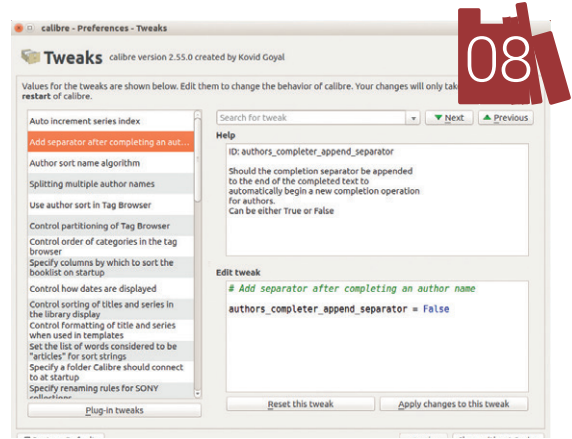 calibre - Preferences - Tweaks
08
Tweaks calibre version 2.55.0 created by Kovid Goyal
Values for the tweaks are shown below. Edit them to change the behavior of calibre. Your changes will only
restart of calibre.
Auto increment series index
Add separator after completing an aut...
Author sort name algorithm
Splitting multiple author names
Use author sort in Tag Browser
Control partitioning of Tag Browser
Control order of categories in the tag
browser
Specify columns by which to sort the
booklist on startup
Control how dates are displayed
Control sorting of titles and series in
the library display
Control formatting of title and series
when used in templates
Set the list of words considered to be
"articles" for sort strings
Specify a folder Calibre should connect
to at startup
Specify renaming rules for SONY
collections
Plug-in tweaks
Search for tweak
Next
Previous
Help
ID: authors_completer_append_separator
Should the completion separator be appended
to the end of the completed text to
automatically begin a new completion operation
for authors.
Can be either True or False
Edit tweak
# Add separator after completing an author name
authors_completer_append_separator = False
Reset this tweak
Apply changes to this tweak